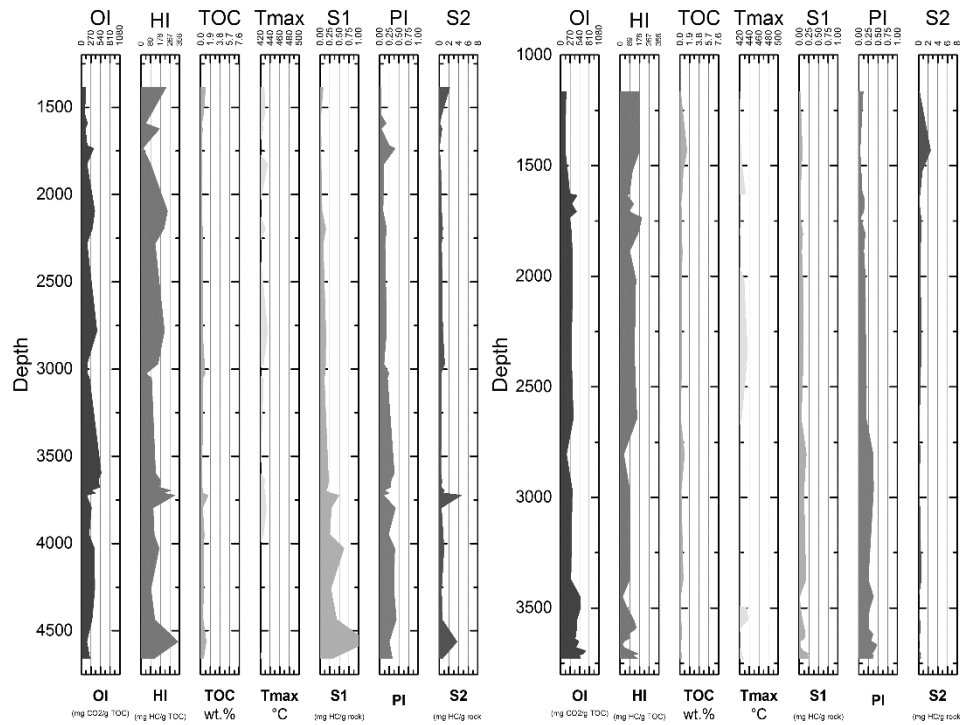 OI HI TOC Tmax S1 PI S2
0 270 540 810 1080 0 89 178 267 356 0.0 1.9 3.8 5.7 7.6 420 440 460 480 500 0.00 0.25 0.50 0.75 1.00 0.00 0.25 0.50 0.75 1.00 0 2 4 6 8
Depth
1500
2000
2500
3000
3500
4000
4500
OI HI TOC Tmax S1 PI S2
(mg CO2/g TOC) (mg HC/g TOC) wt.% °C (mg HC/g rock) (mg HC/g rock
OI HI TOC Tmax S1 PI S2
0 270 540 810 1080 0 89 178 267 356 0.0 1.9 3.8 5.7 7.6 420 440 460 480 500 0.00 0.25 0.50 0.75 1.00 0.00 0.25 0.50 0.75 1.00 0 2 4 6 8
Depth
1000
1500
2000
2500
3000
3500
OI HI TOC Tmax S1 PI S2
(mg CO2/g TOC) (mg HC/g TOC) wt.% °C (mg HC/g rock) (mg HC/g rock